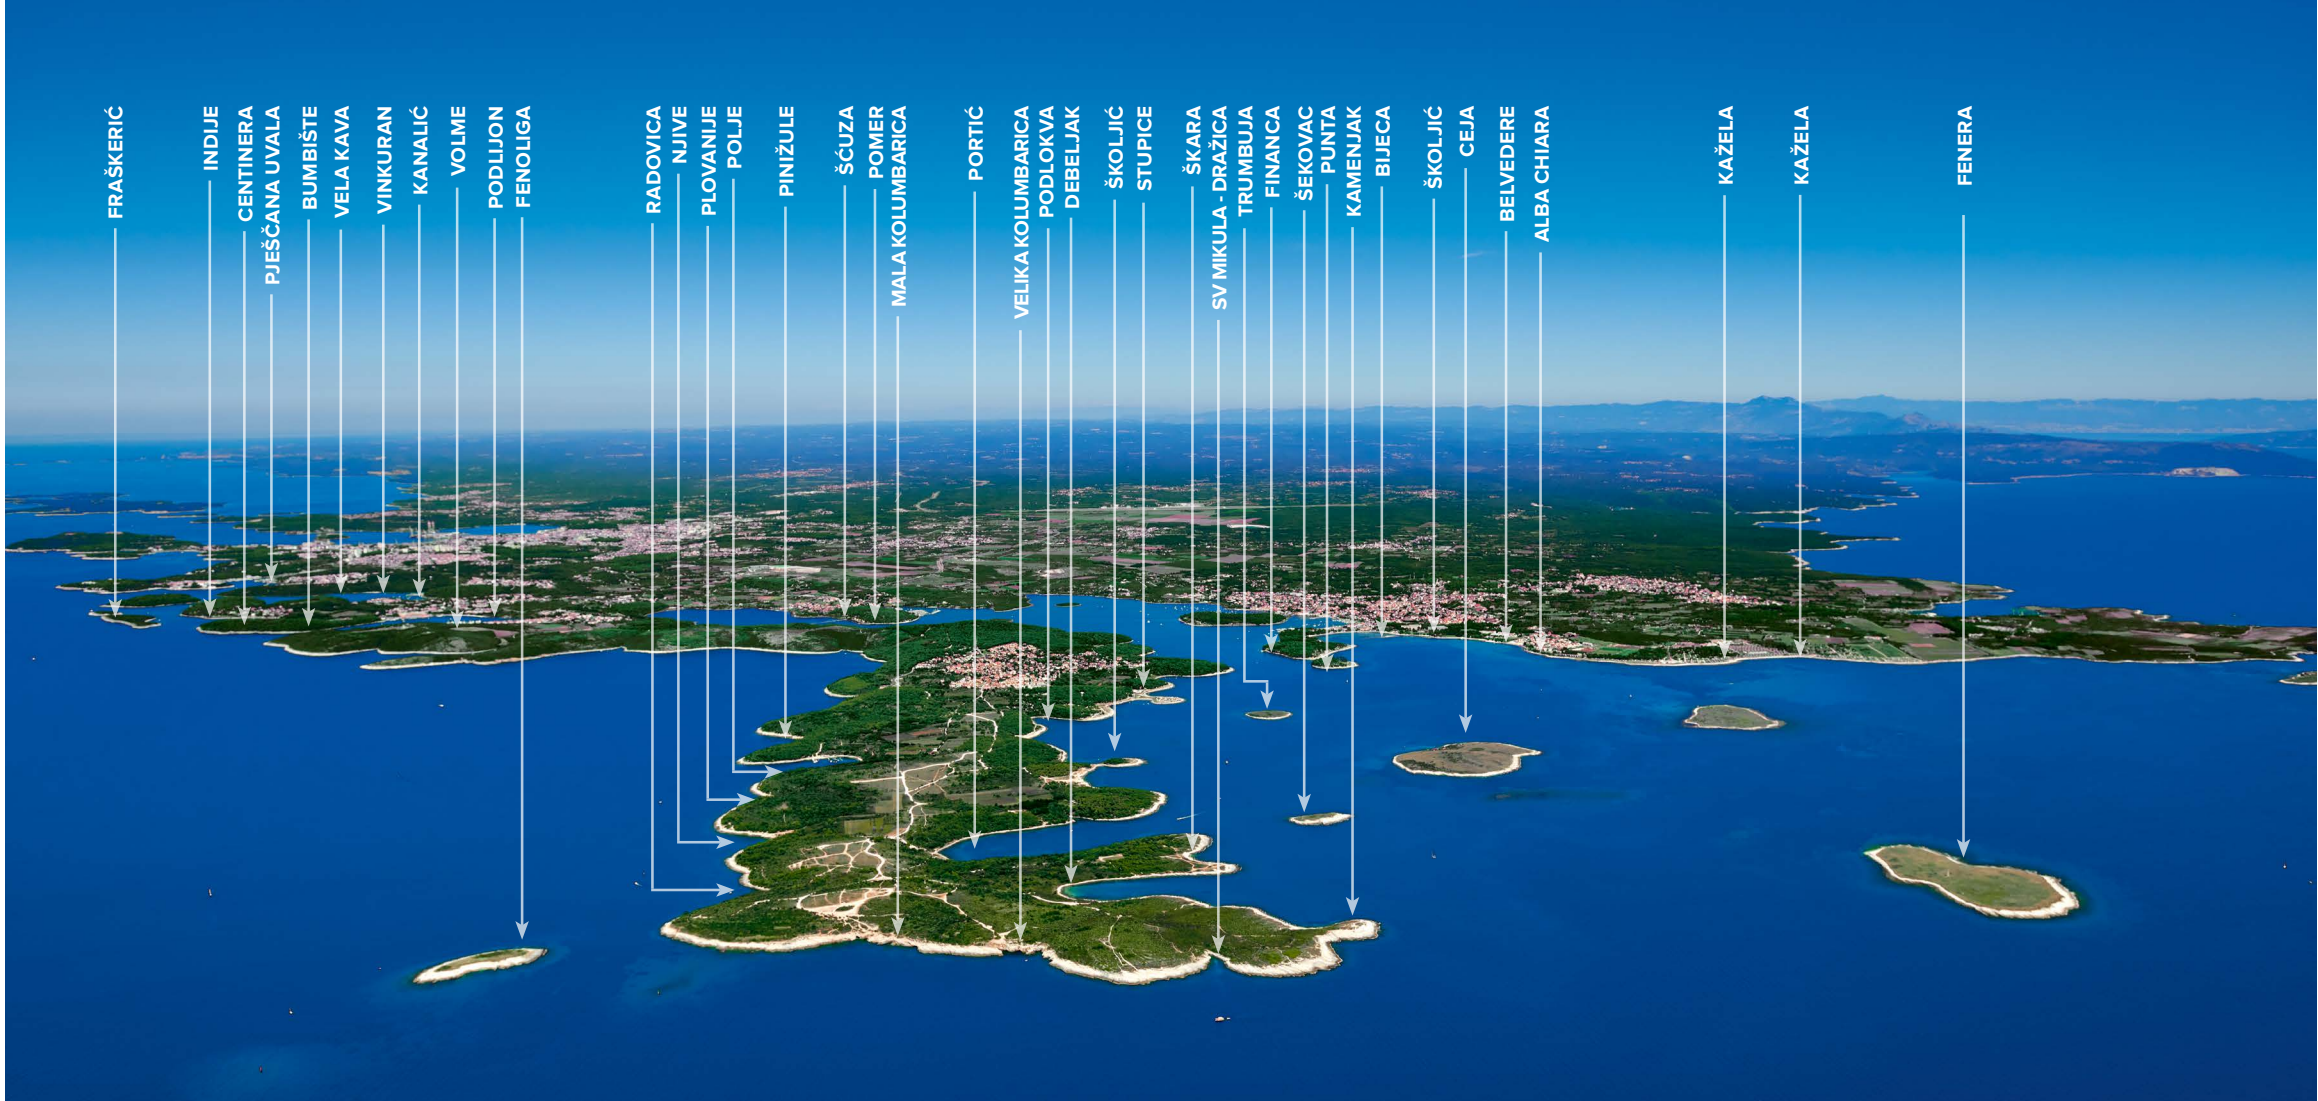 FRAŠKERIĆ
INDIJE
CENTINERA
PJEŠČANA UVALA
BUMBIŠTE
VELA KAVA
VINKURAN
KANALIĆ
VOLME
PODLIJON
FENOLIGA
RADOVICA
NJIVE
PLOVANIJE
POLJE
PINIŽULE
ŠĆUZA
POMER
MALA KOLUMBARICA
PORTIĆ
VELIKA KOLUMBARICA
PODLOKVA
DEBELJAK
ŠKOLJIĆ
STUPICE
ŠKARA
SV MIKULA - DRAŽICA
TRUMBUJA
FINANCA
ŠEKOVAC
PUNTA
KAMENJAK
BIJECA
ŠKOLJIĆ
CEJA
BELVEDERE
ALBA CHIARA
KAŽELA
KAŽELA
FENERA